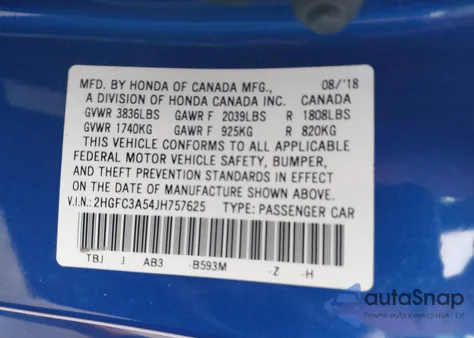 MFD. BY HONDA OF CANADA MFG., 08/'18
A DIVISION OF HONDA CANADA INC. CANADA
GVWR 3836LBS GAWR F 2039LBS R 1808LBS
GVWR 1740KG GAWR F 925KG R 820KG
THIS VEHICLE CONFORMS TO ALL APPLICABLE
FEDERAL MOTOR VEHICLE SAFETY, BUMPER,
AND THEFT PREVENTION STANDARDS IN EFFECT
ON THE DATE OF MANUFACTURE SHOWN ABOVE.
V.I.N.: 2HGFC3A54JH757625 TYPE: PASSENGER CAR
TBJ J AB3 -B593M -Z -H
autoSnap
USA - EU